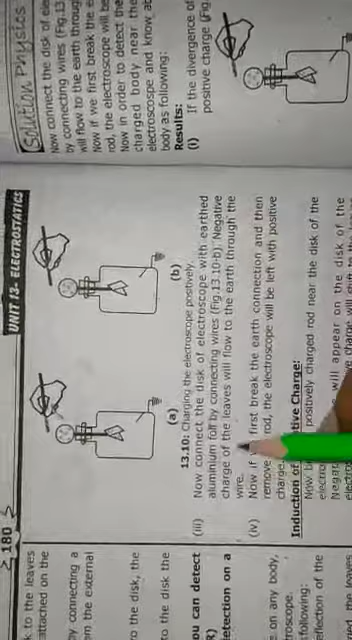 180
k to the leaves
attached on the
by connecting a
om the external
to the disk, the
to the disk the
ou can detect
etection on a
e on any body,
roscope.
following:
eflection of the
UNIT 13- ELECTROSTATICS
(a)
(b)
13.10: Charging the electroscope positively.
(iii) Now connect the disk of electroscope with earthed
aluminium foil by connecting wires (Fig.13.10-b). Negative
charge of the leaves will flow to the earth through the
wire.
(iv) Now if first break the earth connection and then
remove rod, the electroscope will be left with positive
charge.
Induction of tive Charge:
Now positively charged rod near the disk of the
electro
Negat will appear on the disk of the
Solution Physics
Now connect the disk of ele
by connecting wires (Fig.13
will flow to the earth throug
Now if we first break the e
rod, the electroscope will be
Now in order to detect the
charged body near the
electroscope and know ab
body as following:
Results:
(i) If the divergence of
positive charge (Fig.